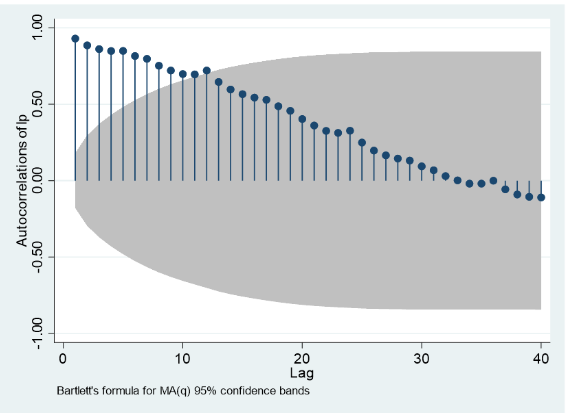 Autocorrelations of lp
1.00
0.50
0.00
-0.50
-1.00
0 10 20 30 40
Lag
Bartlett's formula for MA(q) 95% confidence bands